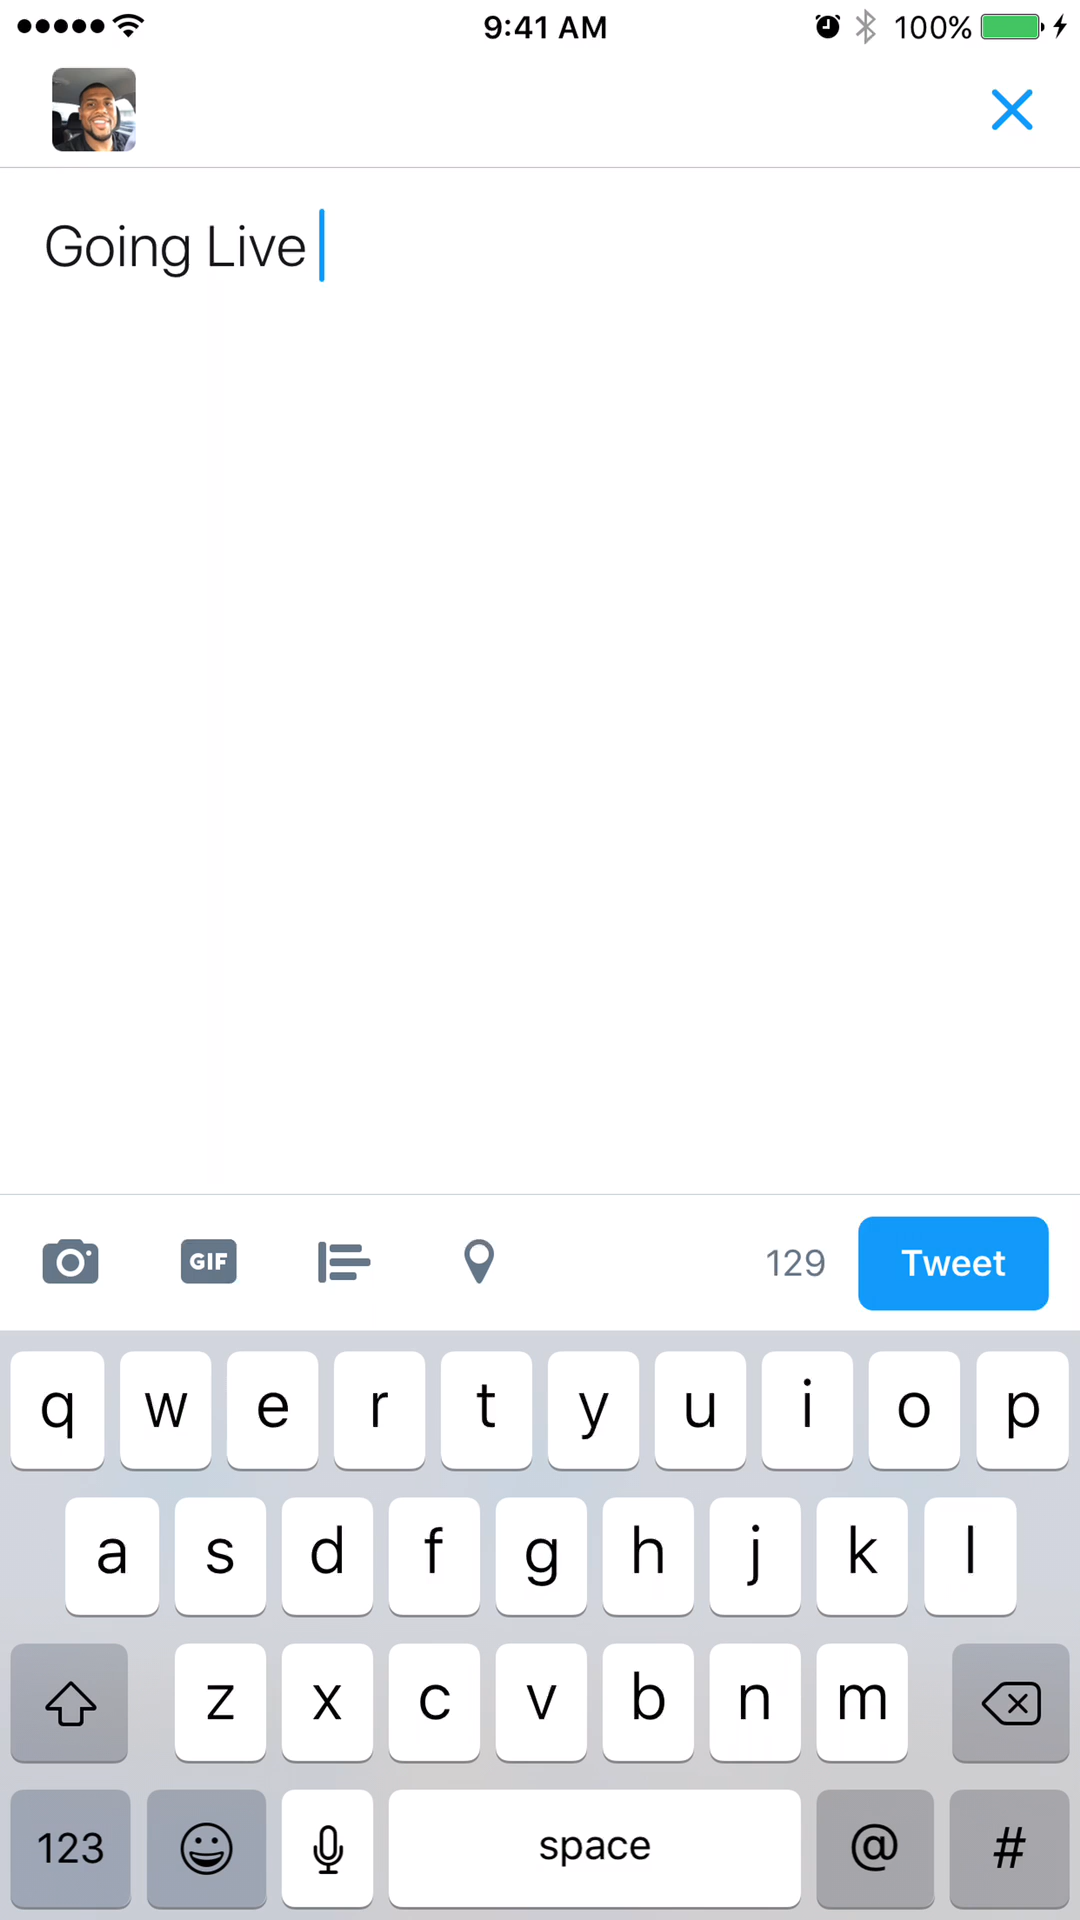 9:41 AM
100%
Going Live
GIF
129
Tweet
q w e r t y u i o p
a s d f g h j k l
z x c v b n m
123
space
@
#